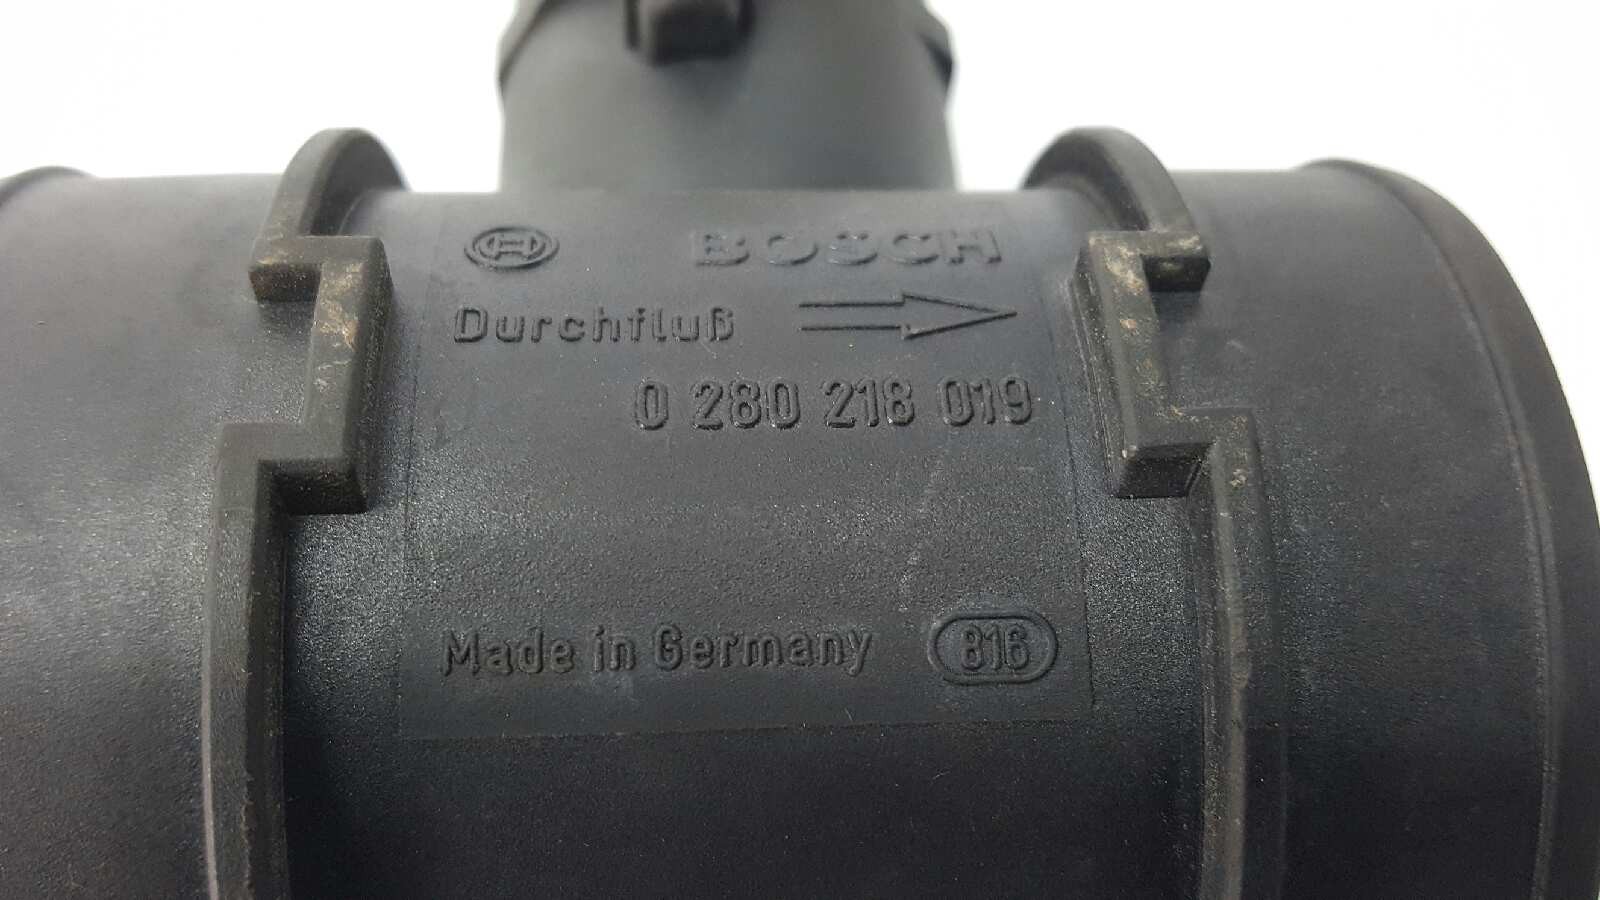 BOSCH
Durchfluß
0 280 218 019
Made in Germany 816